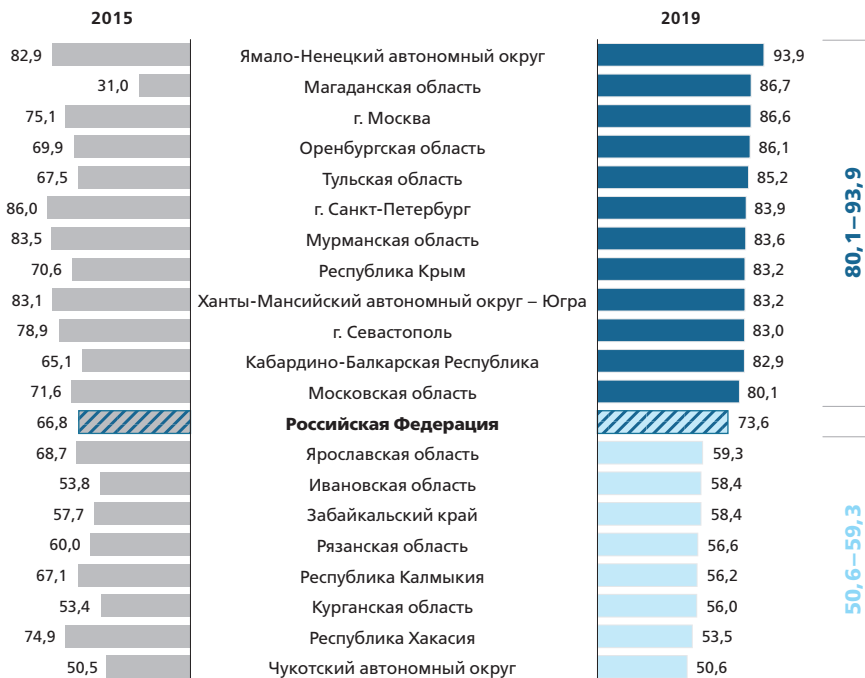 2015 2019
82,9 Ямало-Ненецкий автономный округ 93,9
31,0 Магаданская область 86,7
75,1 г. Москва 86,6
69,9 Оренбургская область 86,1
67,5 Тульская область 85,2
86,0 г. Санкт-Петербург 83,9
83,5 Мурманская область 83,6
70,6 Республика Крым 83,2
83,1 Ханты-Мансийский автономный округ – Югра 83,2
78,9 г. Севастополь 83,0
65,1 Кабардино-Балкарская Республика 82,9
71,6 Московская область 80,1
80,1–93,9
66,8 Российская Федерация 73,6
68,7 Ярославская область 59,3
53,8 Ивановская область 58,4
57,7 Забайкальский край 58,4
60,0 Рязанская область 56,6
67,1 Республика Калмыкия 56,2
53,4 Курганская область 56,0
74,9 Республика Хакасия 53,5
50,5 Чукотский автономный округ 50,6
50,6–59,3